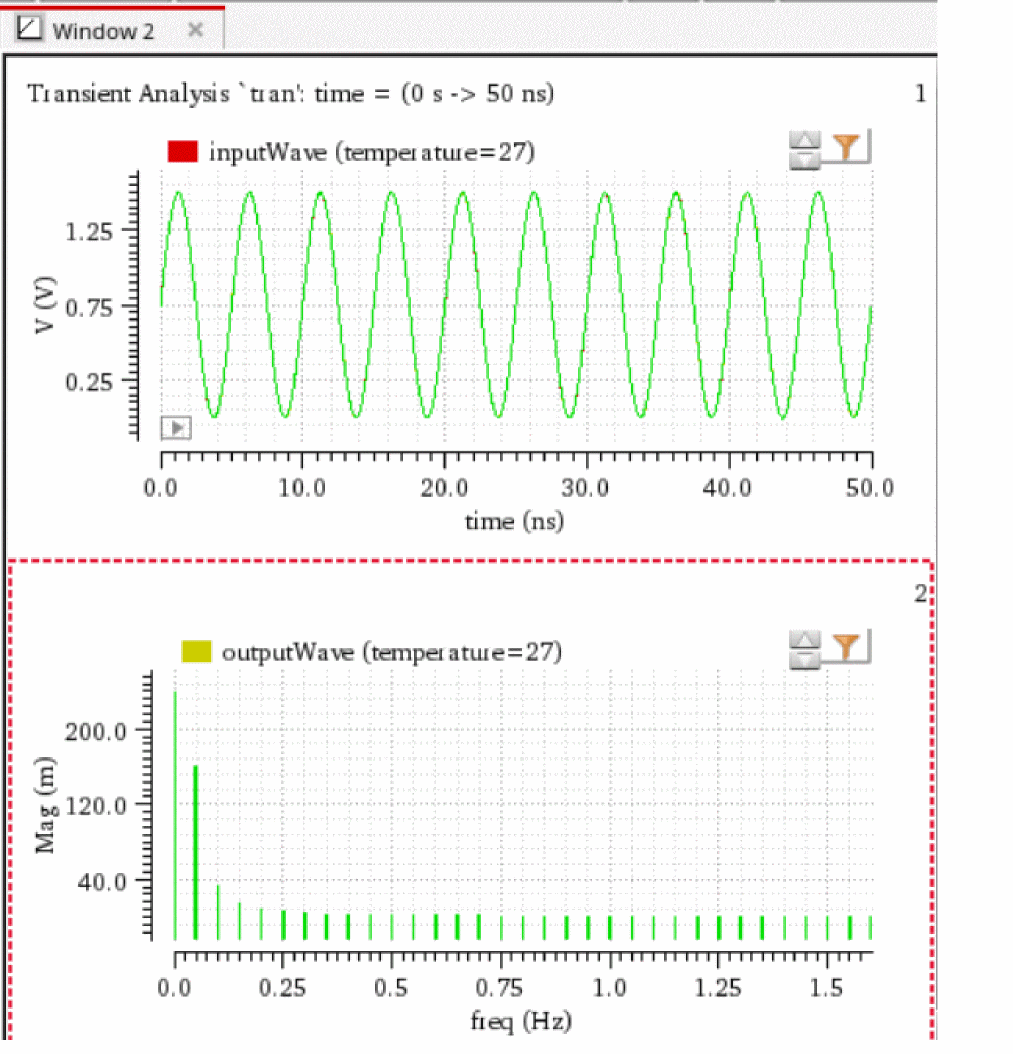 Window 2
Transient Analysis `tran': time = (0 s -> 50 ns)
1
inputWave (temperature=27)
1.25
0.75
0.25
V (V)
0.0 10.0 20.0 30.0 40.0 50.0
time (ns)
2
outputWave (temperature=27)
200.0
120.0
40.0
Mag (m)
0.0 0.25 0.5 0.75 1.0 1.25 1.5
freq (Hz)